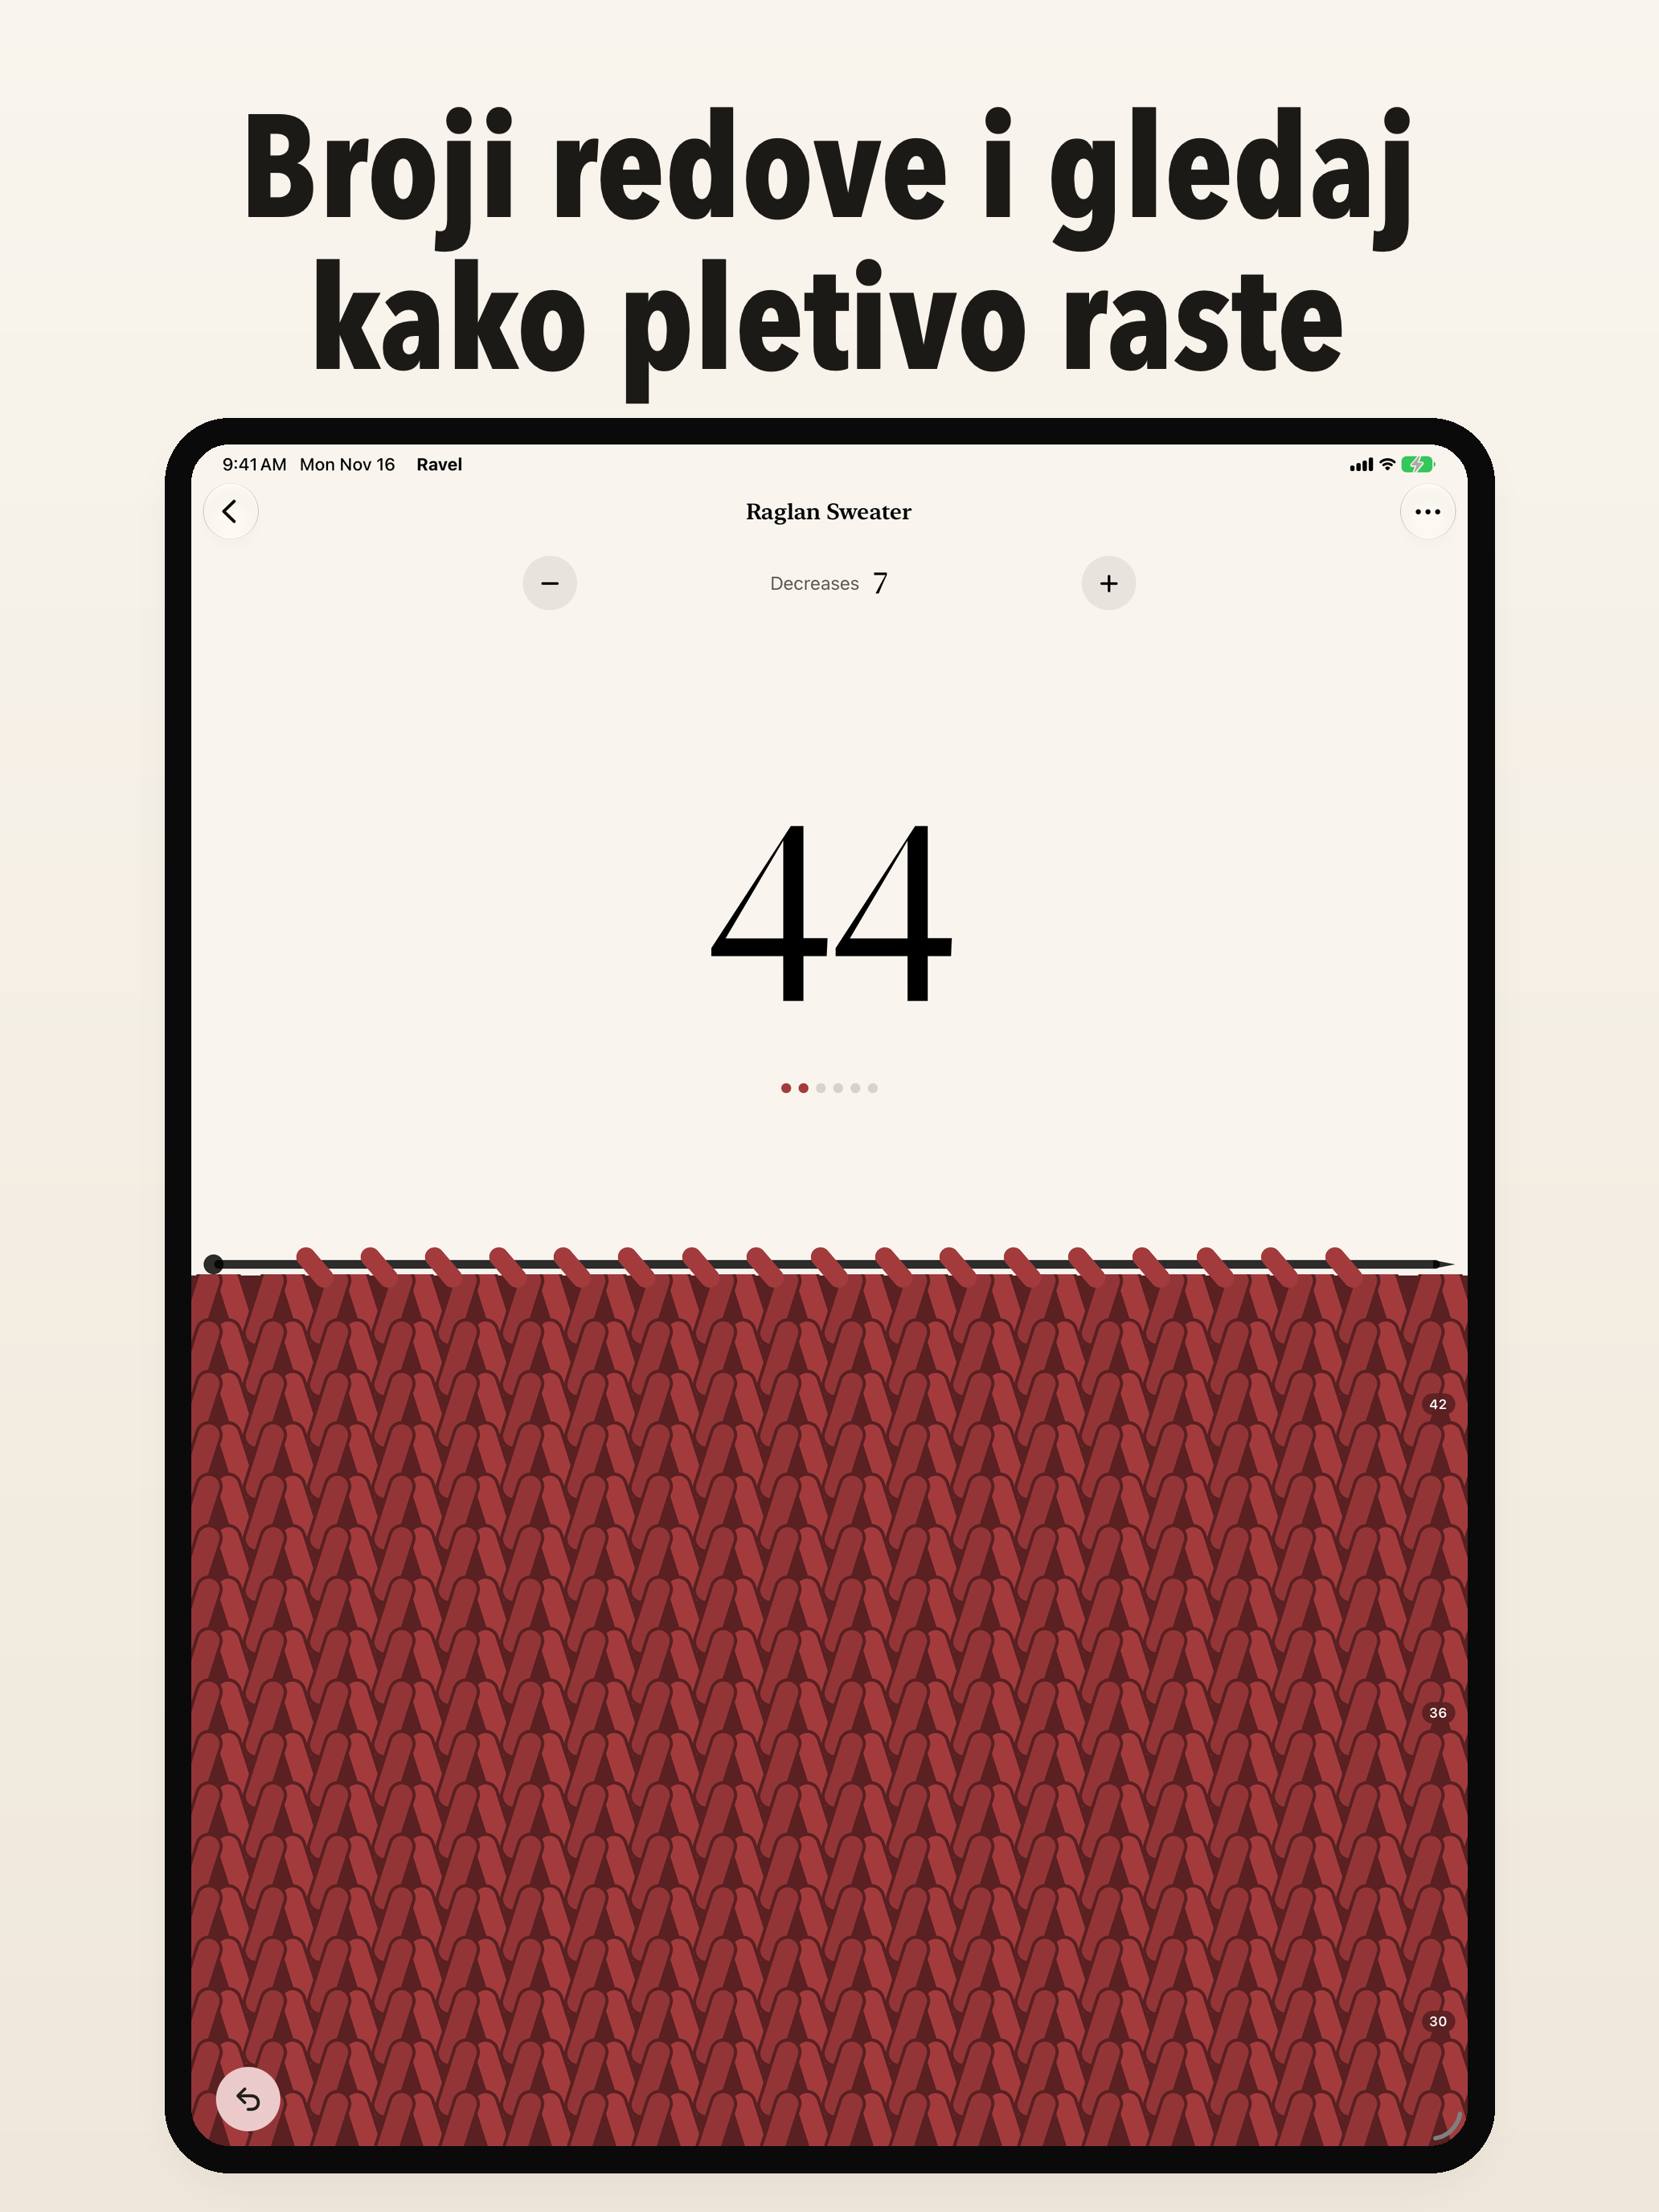 Broji redove i gledaj
kako pletivo raste
9:41 AM Mon Nov 16 Ravel
Raglan Sweater
Decreases 7
44
42
36
30